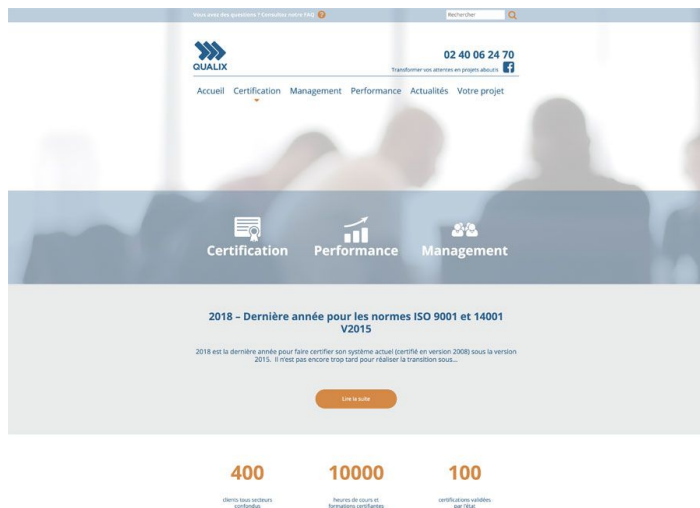 Vous avez des questions ? Consultez notre FAQ ?
Rechercher
QUALIX
02 40 06 24 70
Transformer vos attentes en projets aboutis
Accueil Certification Management Performance Actualités Votre projet
Certification Performance Management
2018 – Dernière année pour les normes ISO 9001 et 14001
V2015
2018 est la dernière année pour faire certifier son système actuel (certifié en version 2008) sous la version
2015. Il n'est pas encore trop tard pour réaliser la transition sous...
Lire la suite
400 10000 100
clients tous secteurs
confondus
heures de cours et
formations certifiantes
certifications validées
par l'état